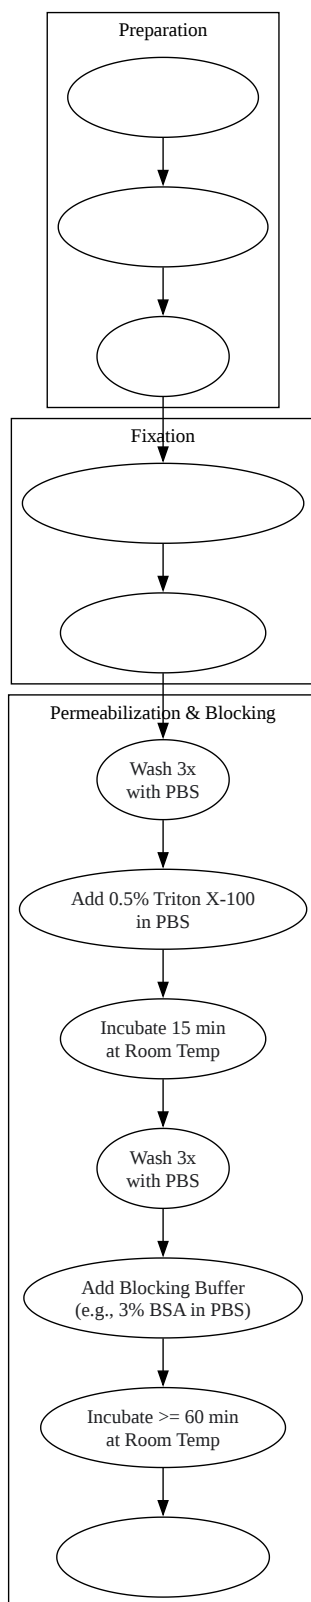 Preparation
Fixation
Permeabilization & Blocking
Wash 3x
with PBS
Add 0.5% Triton X-100
in PBS
Incubate 15 min
at Room Temp
Wash 3x
with PBS
Add Blocking Buffer
(e.g., 3% BSA in PBS)
Incubate >= 60 min
at Room Temp